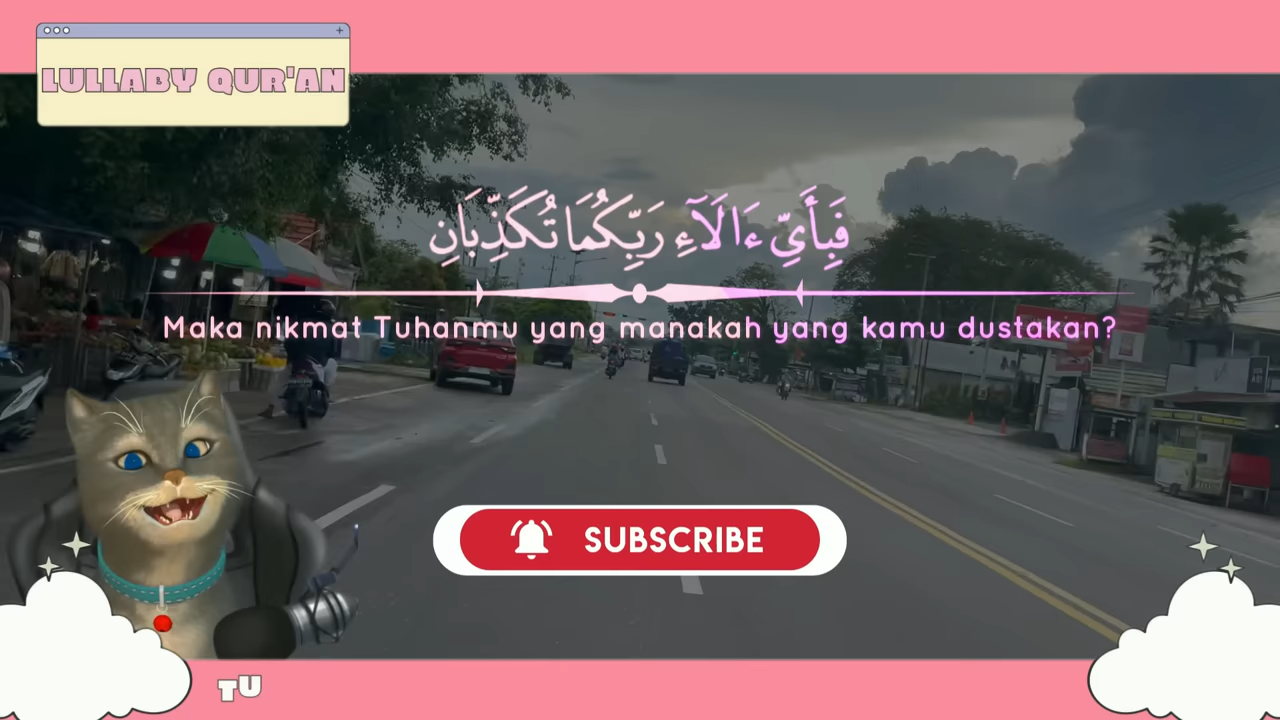 LULLABY QUR'AN
فَبِأَيِّ ءَالَآءِ رَبِّكُمَا تُكَذِّبَانِ
Maka nikmat Tuhanmu yang manakah yang kamu dustakan?
SUBSCRIBE
TU